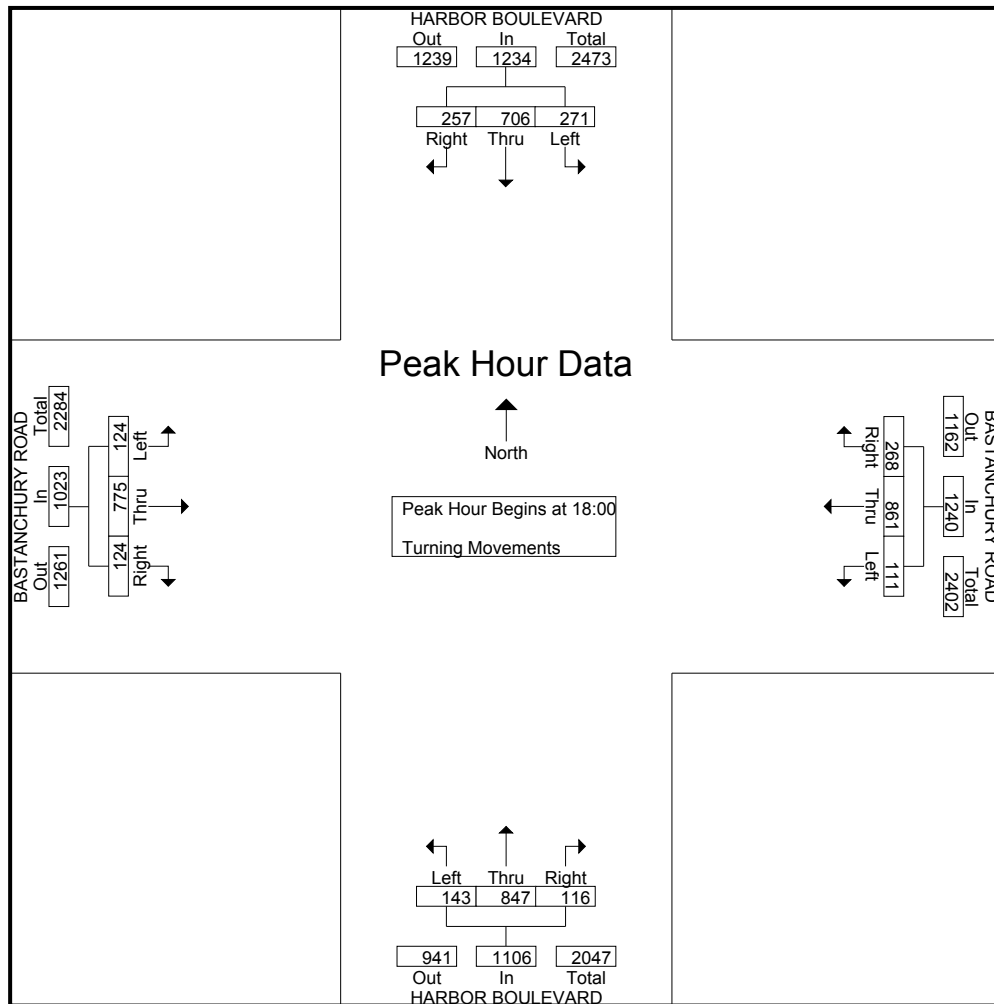 HARBOR BOULEVARD
Out In Total
1239 1234 2473
257 706 271
Right Thru Left
Peak Hour Data
North
Peak Hour Begins at 18:00
Turning Movements
BASTANCHURY ROAD
Out In Total
1261 1023 2284
124 775 124
Right Thru Left
BASTANCHURY ROAD
Out In Total
1162 1240 2402
268 861 111
Right Thru Left
Left Thru Right
143 847 116
941 1106 2047
Out In Total
HARBOR BOULEVARD